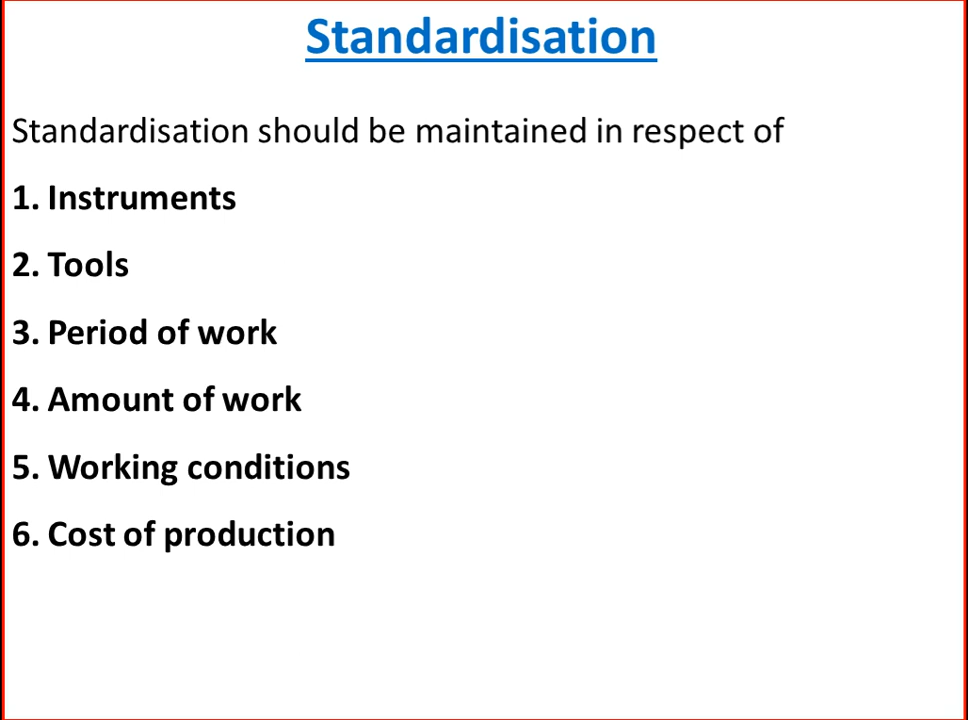 Standardisation
Standardisation should be maintained in respect of
1. Instruments
2. Tools
3. Period of work
4. Amount of work
5. Working conditions
6. Cost of production